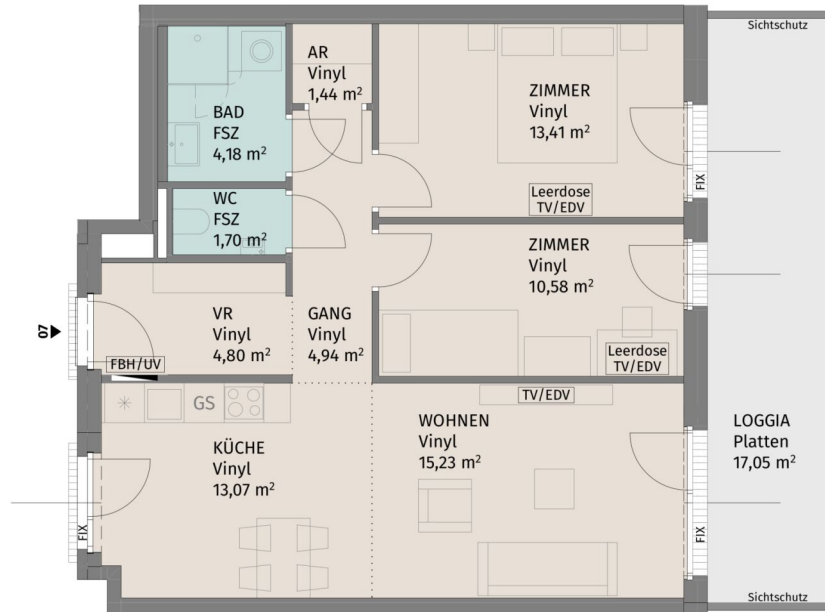 Sichtschutz
AR
Vinyl
1,44 m²
ZIMMER
Vinyl
13,41 m²
BAD
FSZ
4,18 m²
FIX
Leerdose
TV/EDV
WC
FSZ
1,70 m²
ZIMMER
Vinyl
10,58 m²
07
VR
Vinyl
4,80 m²
GANG
Vinyl
4,94 m²
FBH/UV
Leerdose
TV/EDV
GS
TV/EDV
KÜCHE
Vinyl
13,07 m²
WOHNEN
Vinyl
15,23 m²
LOGGIA
Platten
17,05 m²
FIX
FIX
Sichtschutz